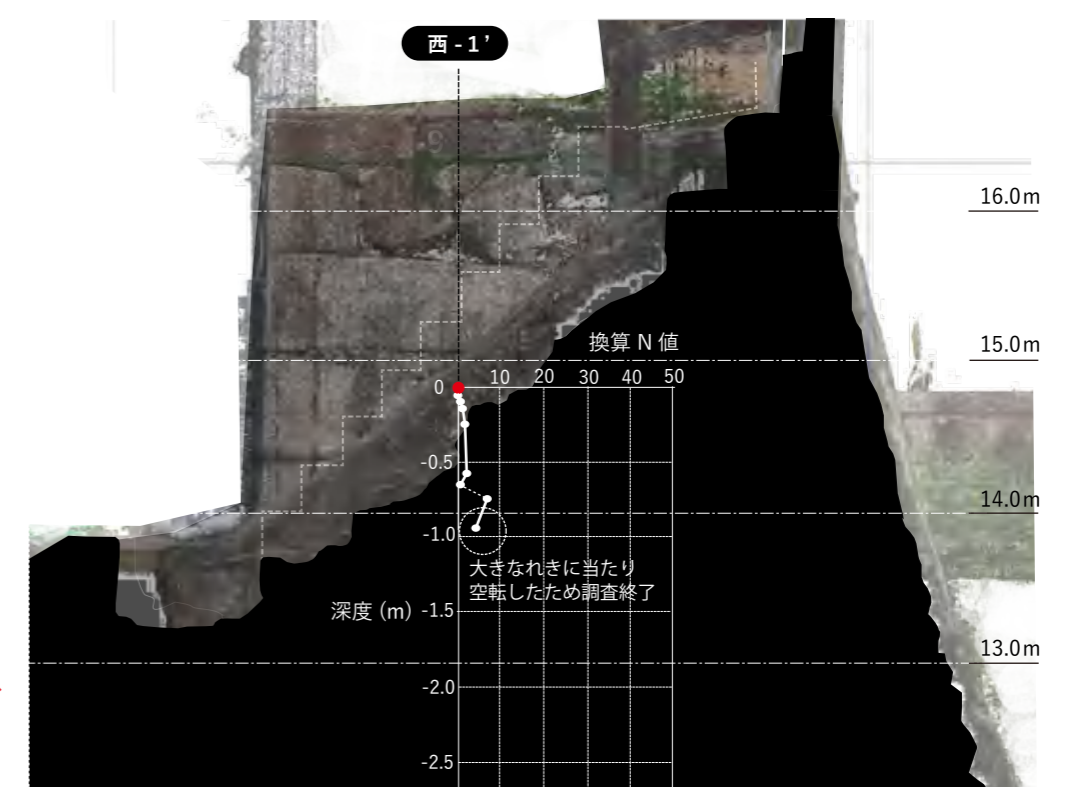 西 - 1 ’
16.0m
換算 N 値
15.0m
0 10 20 30 40 50
-0.5
14.0m
-1.0
大きなれきに当たり
空転したため調査終了
深度（m） -1.5
13.0m
-2.0
-2.5